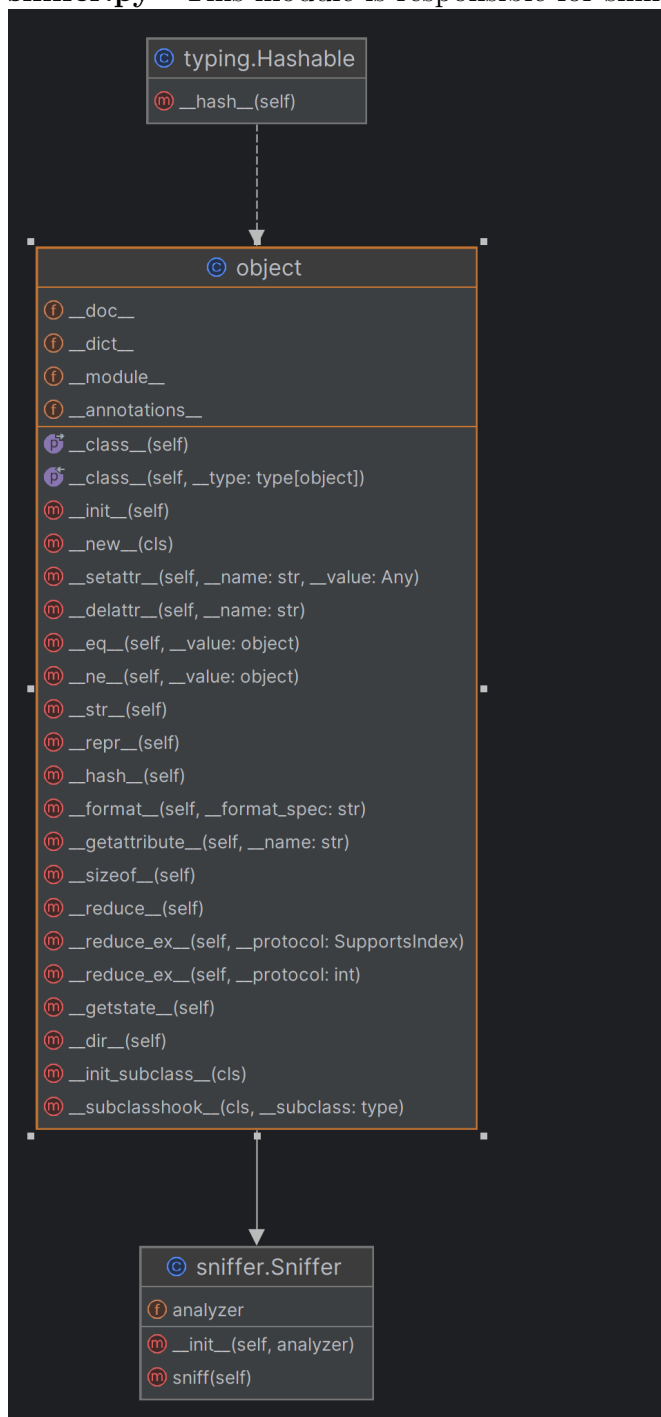 typing.Hashable
__hash__(self)
object
__doc__
__dict__
__module__
__annotations__
__class__(self)
__class__(self, __type: type[object])
__init__(self)
__new__(cls)
__setattr__(self, __name: str, __value: Any)
__delattr__(self, __name: str)
__eq__(self, __value: object)
__ne__(self, __value: object)
__str__(self)
__repr__(self)
__hash__(self)
__format__(self, __format_spec: str)
__getattribute__(self, __name: str)
__sizeof__(self)
__reduce__(self)
__reduce_ex__(self, __protocol: SupportsIndex)
__reduce_ex__(self, __protocol: int)
__getstate__(self)
__dir__(self)
__init_subclass__(cls)
__subclasshook__(cls, __subclass: type)
sniffer.Sniffer
analyzer
__init__(self, analyzer)
sniff(self)